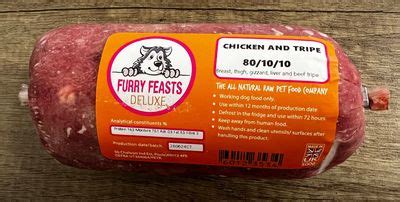 FURRY FEASTS
DELUXE
CHICKEN AND TRIPE
80/10/10
Breast, thigh, gizzard, liver and beef tripe
THE ALL NATURAL RAW PET FOOD COMPANY
• Working dog food only.
• Use within 12 months of production date
• Defrost in the fridge and use within 72 hours
• Keep away from human food.
• Wash hands and clean utensils/ surfaces after
handling this product.
Analytical constituents %
Production date/batch:
MADE IN
UK